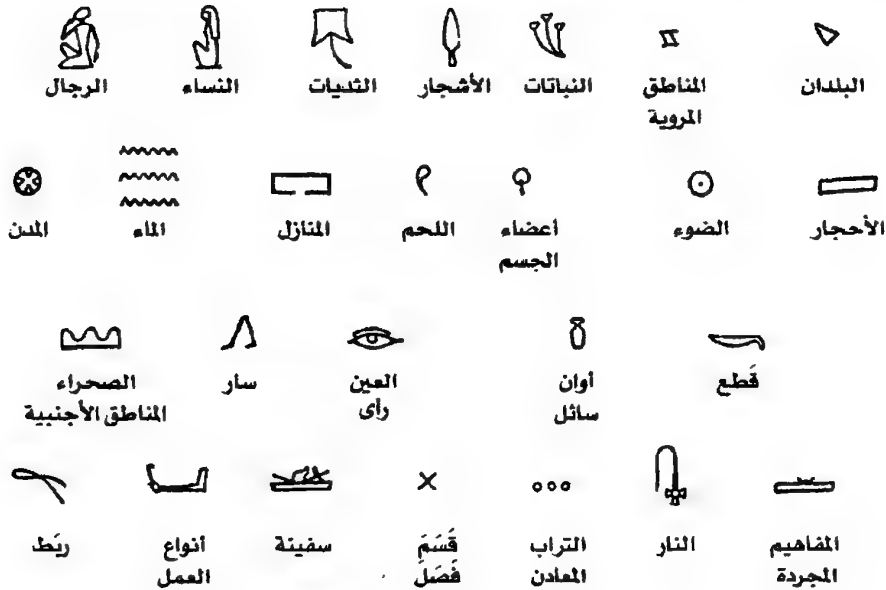 البلدان المناطق النباتات الأشجار الثديات النساء الرجال
المروية
الأحجار الضوء أعضاء اللحم المنازل الماء المدن
الجسم
قَطع أوان العين سار الصحراء
سائل رأى المناطق الأجنبية
المفاهيم النار التراب قَسَمَ سفينة أنواع ربَط
المجردة المعادن فَصَلَ العمل